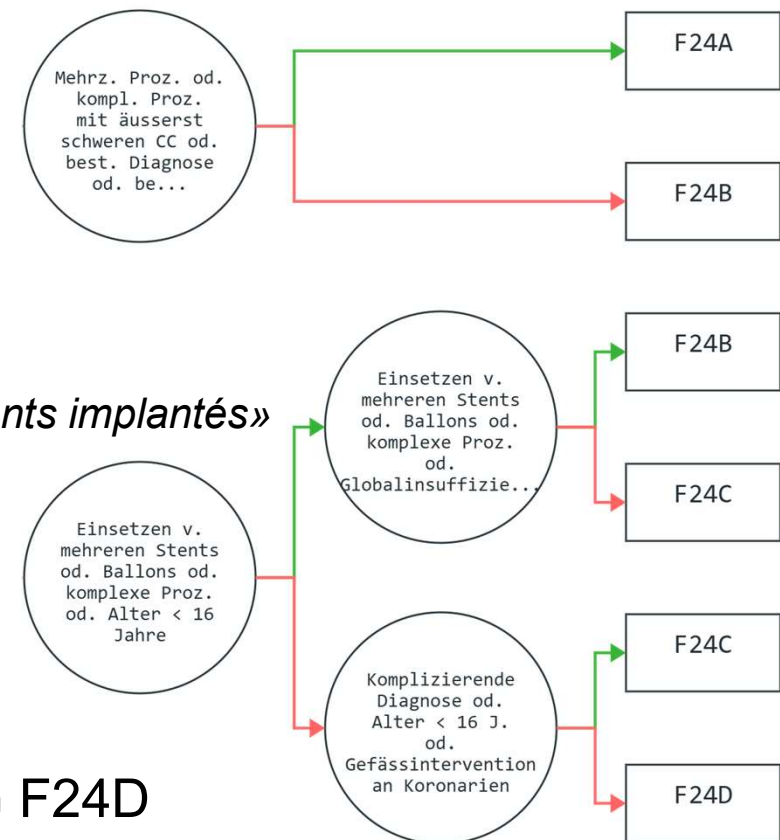 Mehrz. Proz. od.
kompl. Proz.
mit äusserst
schweren CC od.
best. Diagnose
od. be...
F24A
F24B
nts implantés»
Einsetzen v.
mehreren Stents
od. Ballons od.
komplexe Proz.
od. Alter < 16
Jahre
Einsetzen v.
mehreren Stents
od. Ballons od.
komplexe Proz.
od.
Globalinsuffizie...
F24B
F24C
Komplizierende
Diagnose od.
Alter < 16 J.
od.
Gefässintervention
an Koronarien
F24C
F24D
F24D